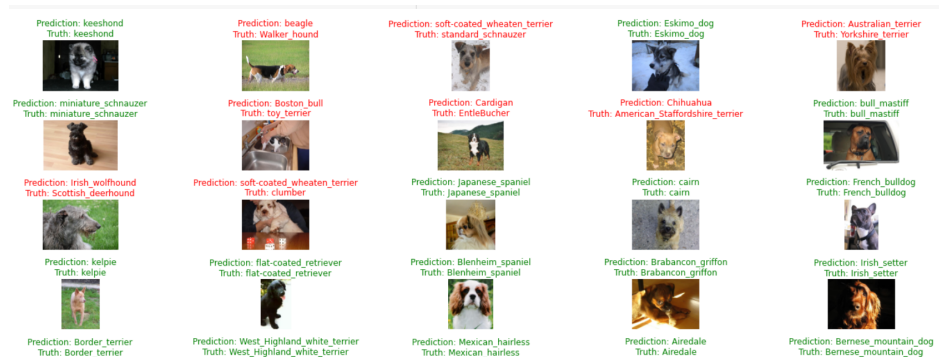 Prediction: keeshond
Truth: keeshond
Prediction: beagle
Truth: Walker_hound
Prediction: soft-coated_wheaten_terrier
Truth: standard_schnauzer
Prediction: Eskimo_dog
Truth: Eskimo_dog
Prediction: Australian_terrier
Truth: Yorkshire_terrier
Prediction: miniature_schnauzer
Truth: miniature_schnauzer
Prediction: Boston_bull
Truth: toy_terrier
Prediction: Cardigan
Truth: EntleBucher
Prediction: Chihuahua
Truth: American_Staffordshire_terrier
Prediction: bull_mastiff
Truth: bull_mastiff
Prediction: Irish_wolfhound
Truth: Scottish_deerhound
Prediction: soft-coated_wheaten_terrier
Truth: clumber
Prediction: Japanese_spaniel
Truth: Japanese_spaniel
Prediction: cairn
Truth: cairn
Prediction: French_bulldog
Truth: French_bulldog
Prediction: kelpie
Truth: kelpie
Prediction: flat-coated_retriever
Truth: flat-coated_retriever
Prediction: Blenheim_spaniel
Truth: Blenheim_spaniel
Prediction: Brabancon_griffon
Truth: Brabancon_griffon
Prediction: Irish_setter
Truth: Irish_setter
Prediction: Border_terrier
Truth: Border_terrier
Prediction: West_Highland_white_terrier
Truth: West_Highland_white_terrier
Prediction: Mexican_hairless
Truth: Mexican_hairless
Prediction: Airedale
Truth: Airedale
Prediction: Bernese_mountain_dog
Truth: Bernese_mountain_dog